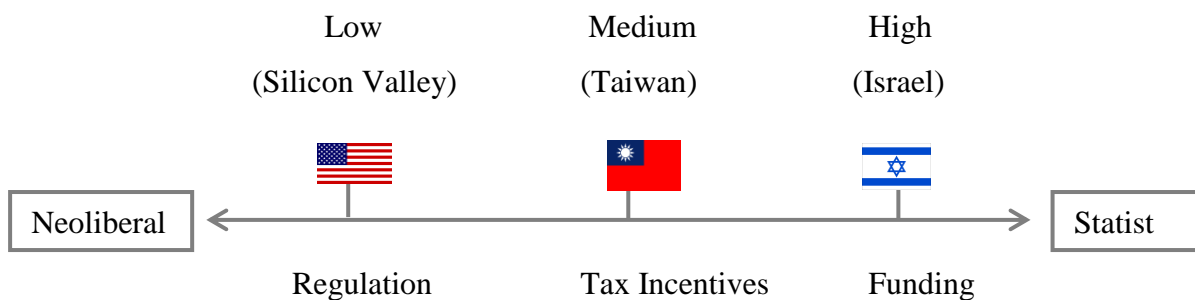 Low Medium High
(Silicon Valley) (Taiwan) (Israel)
Neoliberal Statist
Regulation Tax Incentives Funding